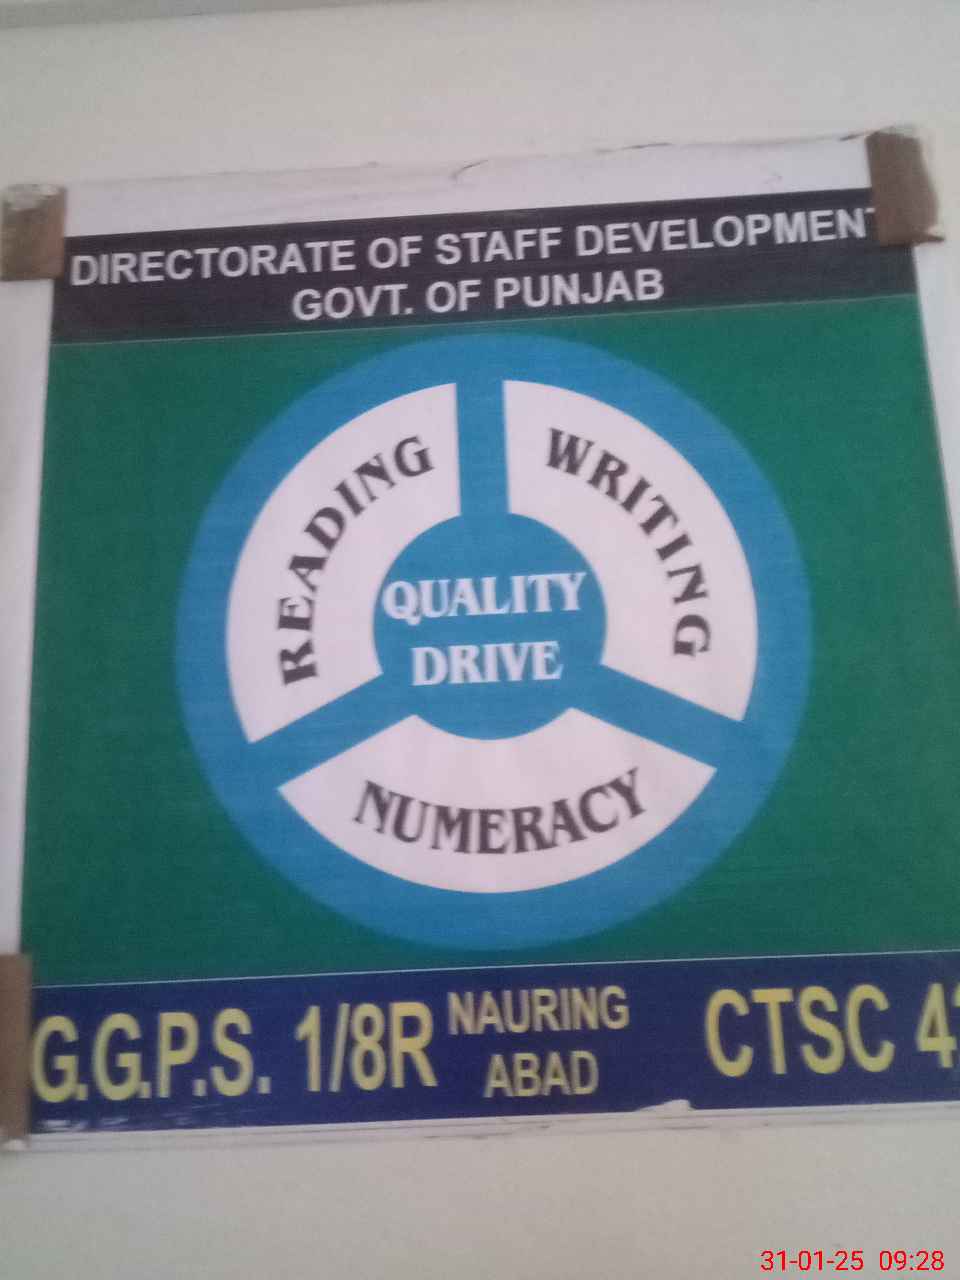 DIRECTORATE OF STAFF DEVELOPMENT
GOVT. OF PUNJAB
READING
WRITING
QUALITY
DRIVE
NUMERACY
G.G.P.S. 1/8R NAURING ABAD CTSC
31-01-25 09:28